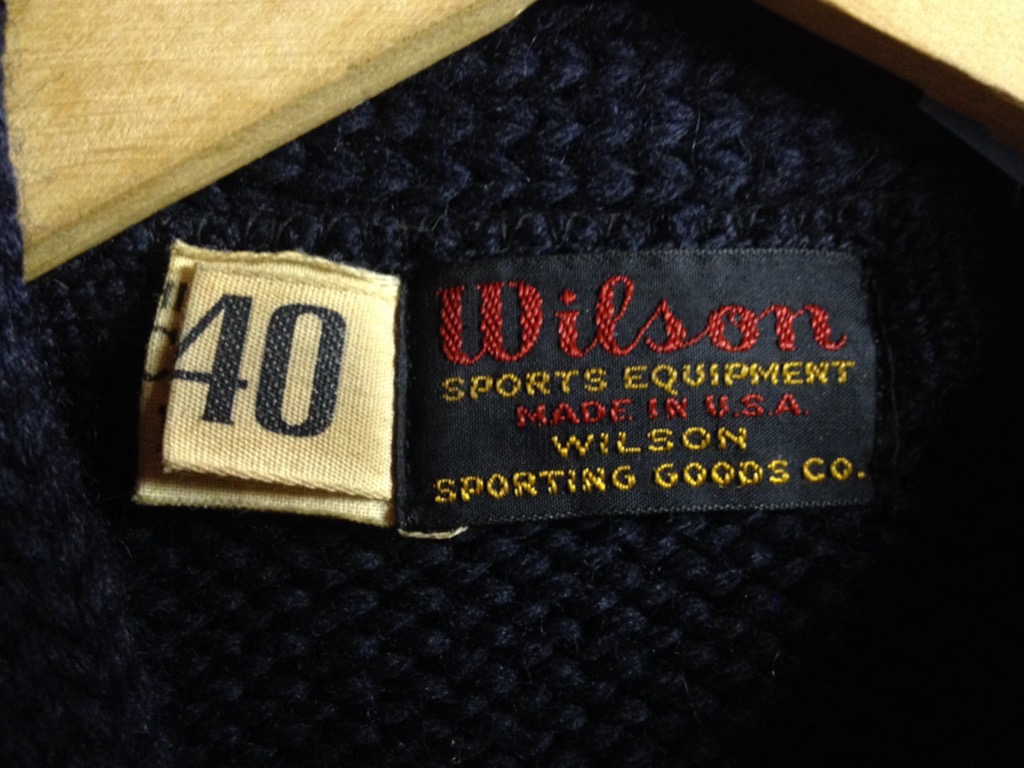 40
Wilson
SPORTS EQUIPMENT
MADE IN U.S.A.
WILSON
SPORTING GOODS CO.